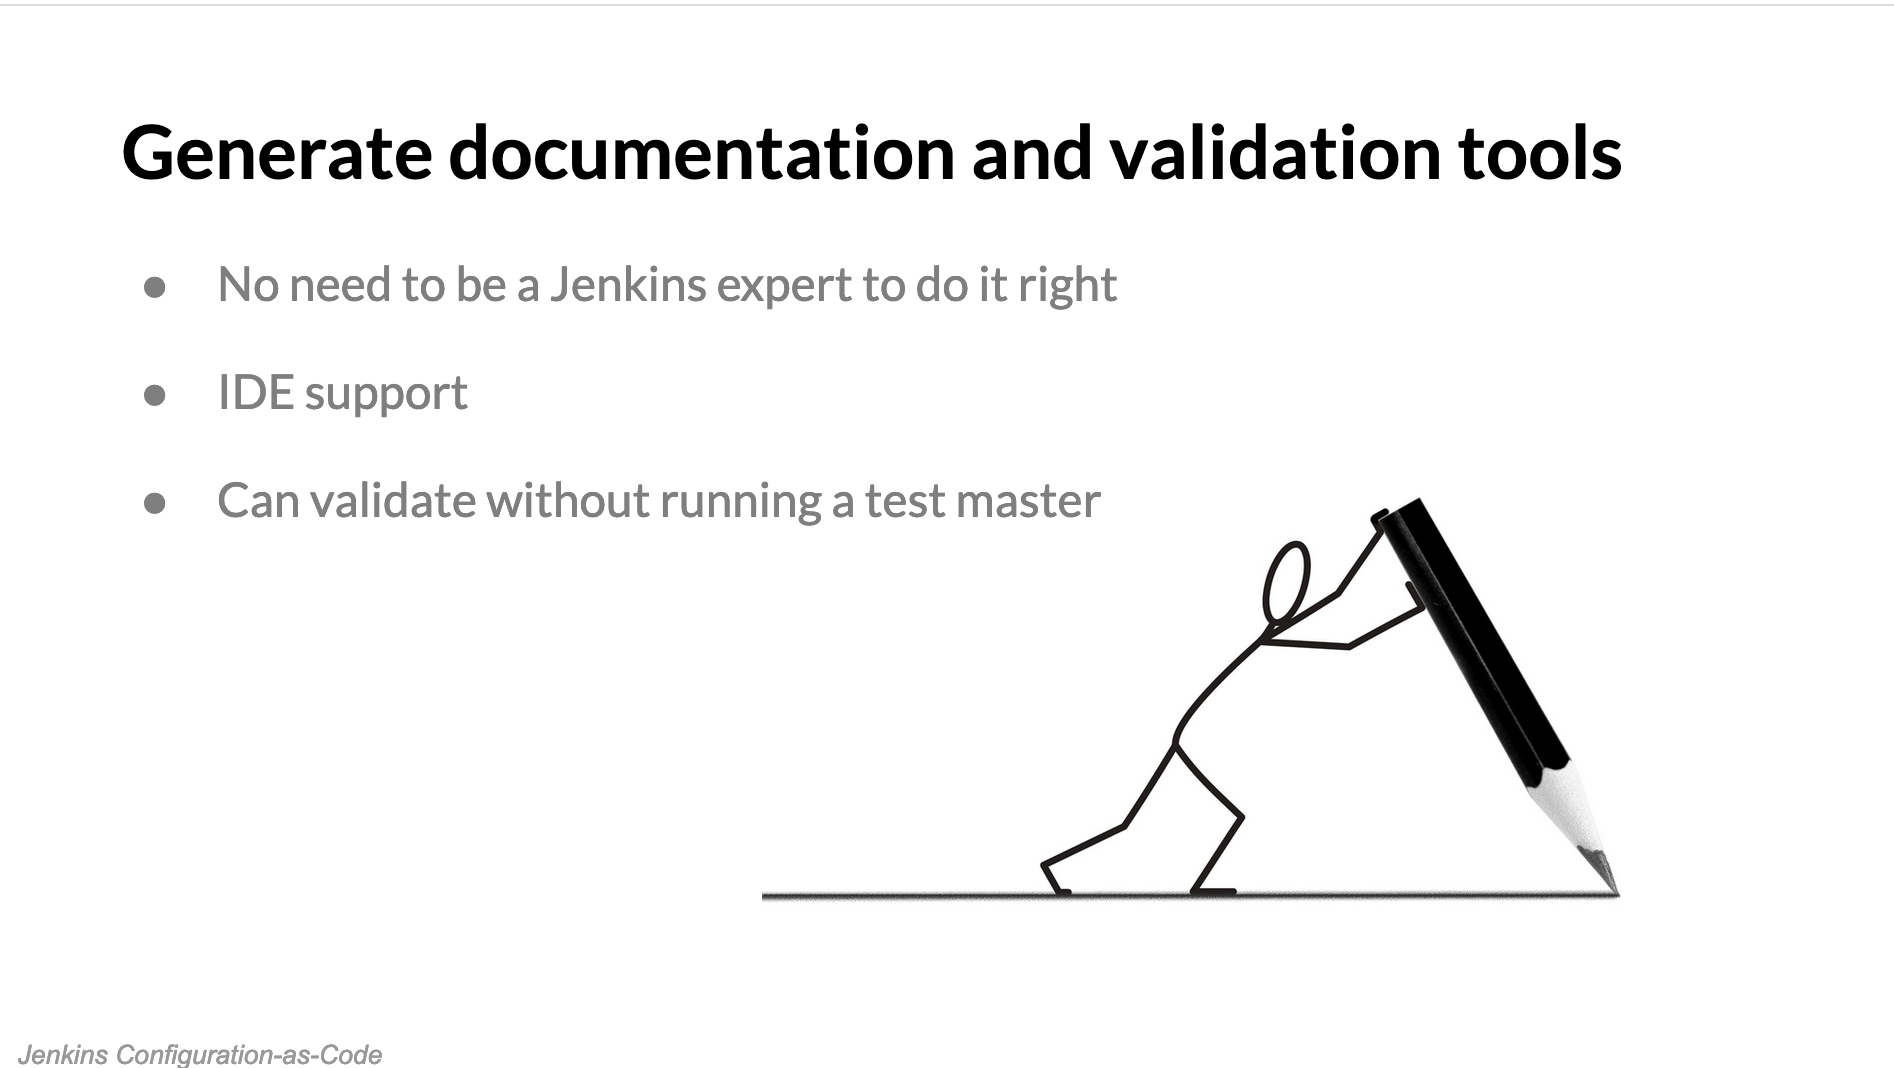 Generate documentation and validation tools
● No need to be a Jenkins expert to do it right
● IDE support
● Can validate without running a test master
Jenkins Configuration-as-Code